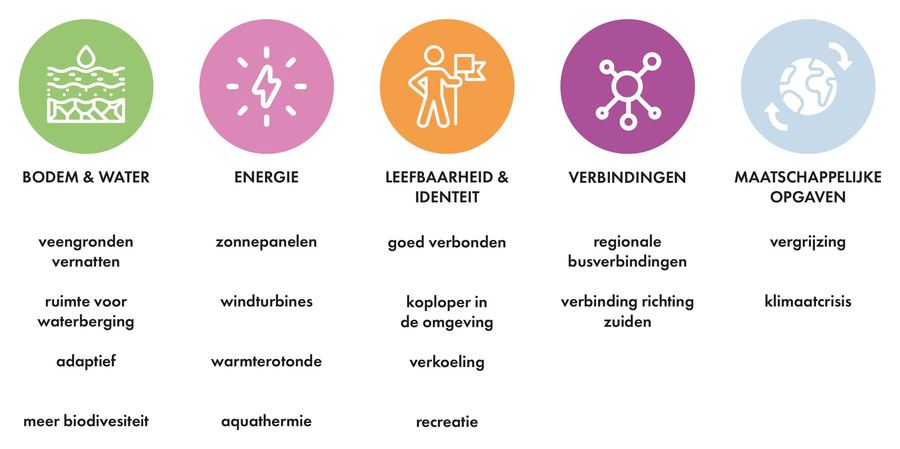 BODEM & WATER
veengronden
vernatten
ruimte voor
waterberging
adaptief
meer biodivesiteit
ENERGIE
zonnepanelen
windturbines
warmterotonde
aquathermie
LEEFBAARHEID &
IDENTEIT
goed verbonden
koploper in
de omgeving
verkoeling
recreatie
VERBINDINGEN
regionale
busverbindingen
verbinding richting
zuiden
MAATSCHAPPELIJKE
OPGAVEN
vergrijzing
klimaatcrisis